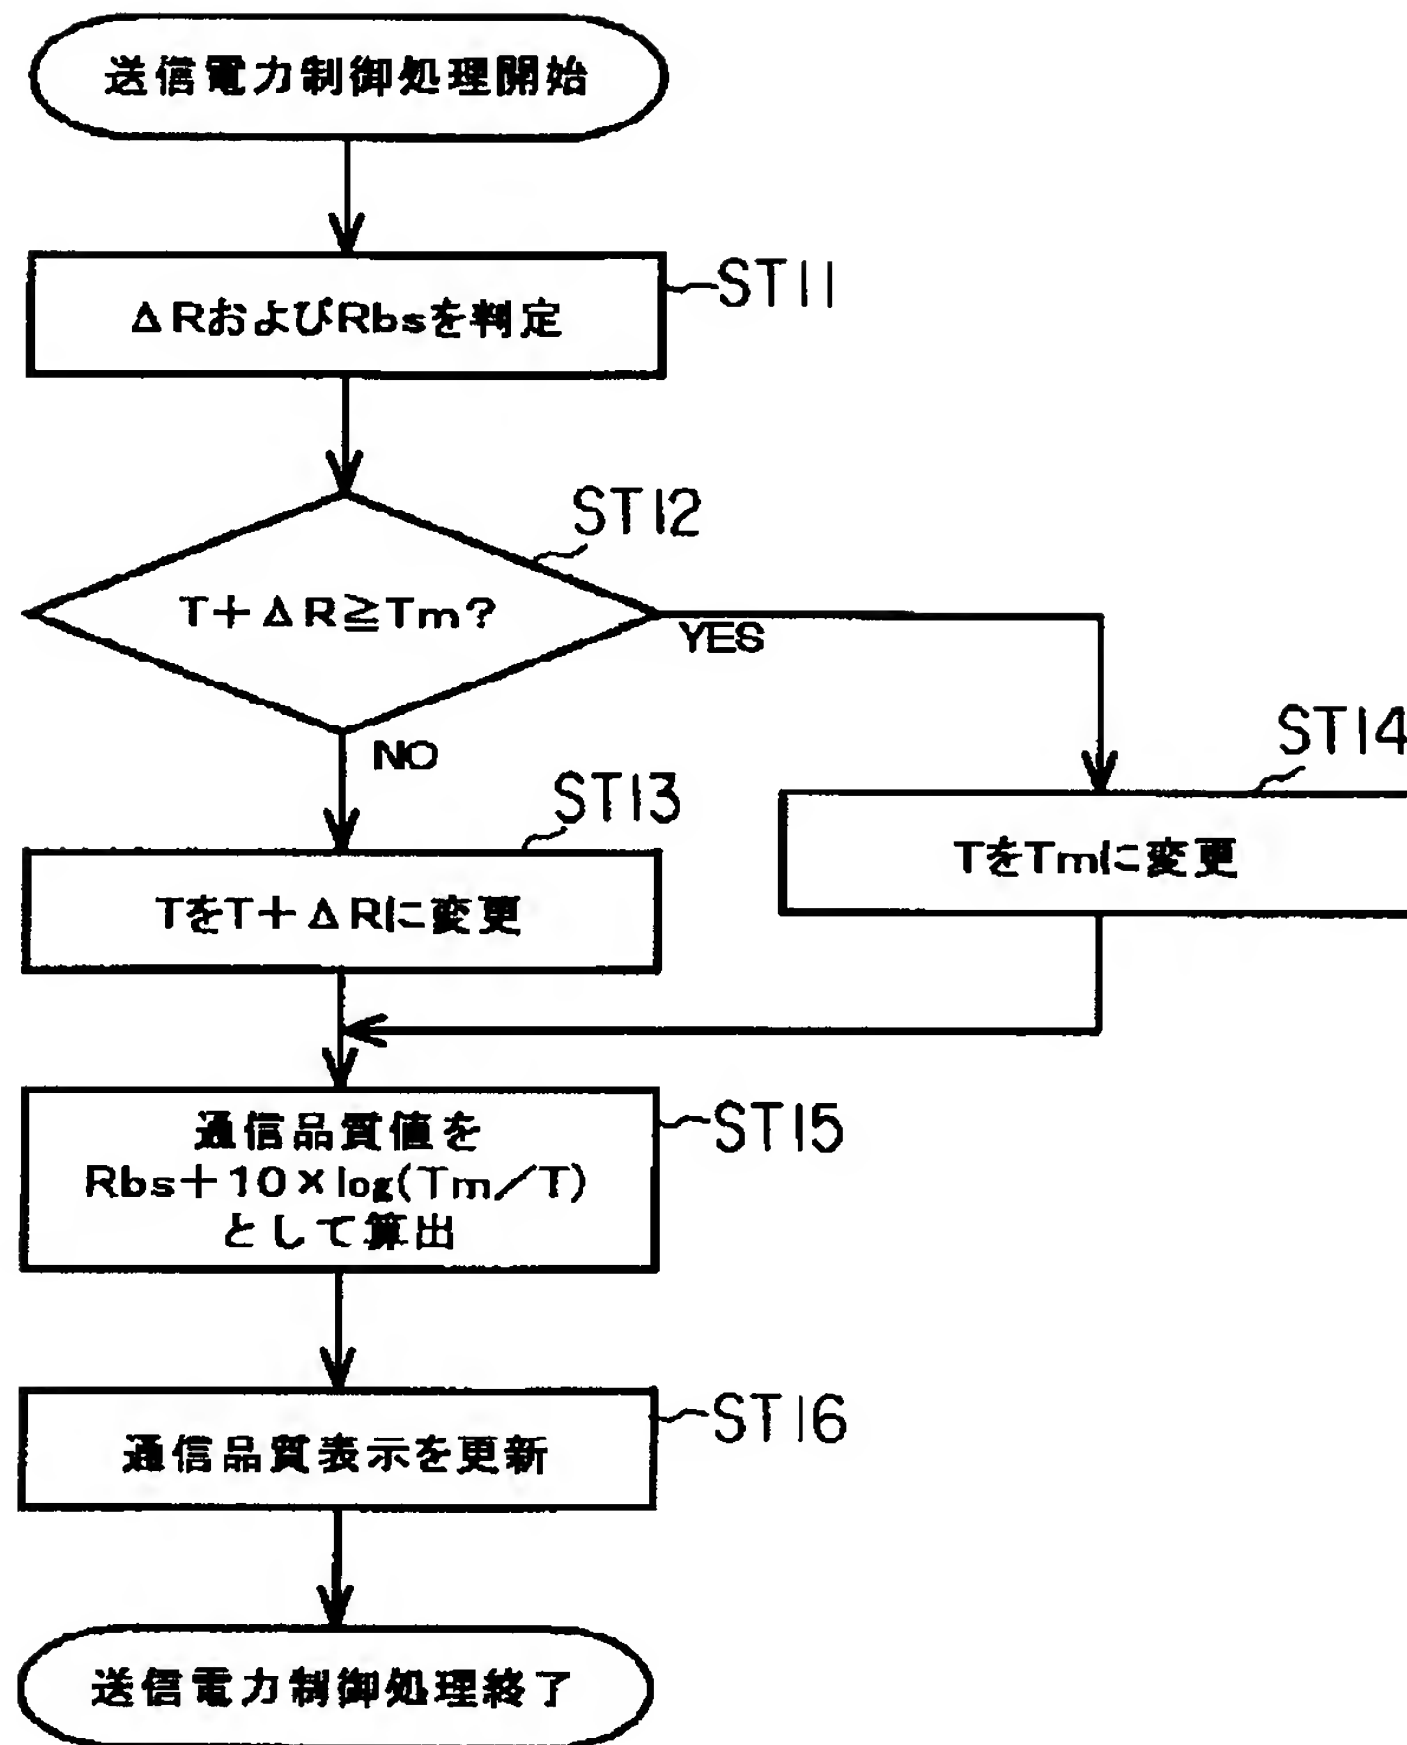 送信電力制御処理開始
ΔRおよびRbsを判定
ST11
ST12
T+ΔR≧Tm?
YES
NO
ST13
ST14
TをT+ΔRに変更
TをTmに変更
通信品質値を
Rbs+10×log(Tm/T)
として算出
ST15
通信品質表示を更新
ST16
送信電力制御処理終了